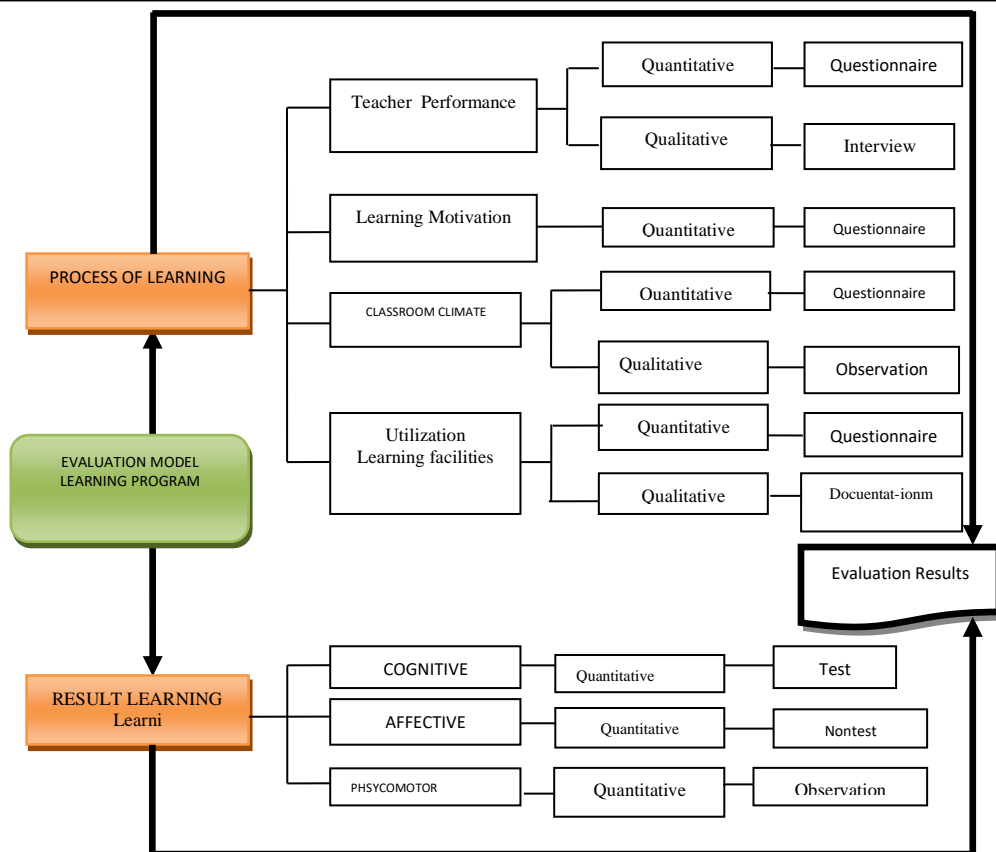 Quantitative
Questionnaire
Teacher Performance
Qualitative
Interview
Learning Motivation
Quantitative
Questionnaire
PROCESS OF LEARNING
CLASSROOM CLIMATE
Ouantitative
Questionnaire
Qualitative
Observation
Utilization
Learning facilities
Quantitative
Questionnaire
Qualitative
Docuentat-ionm
EVALUATION MODEL
LEARNING PROGRAM
Evaluation Results
RESULT LEARNING
Learni
COGNITIVE
Quantitative
Test
AFFECTIVE
Quantitative
Nontest
PHSYCOMOTOR
Quantitative
Observation